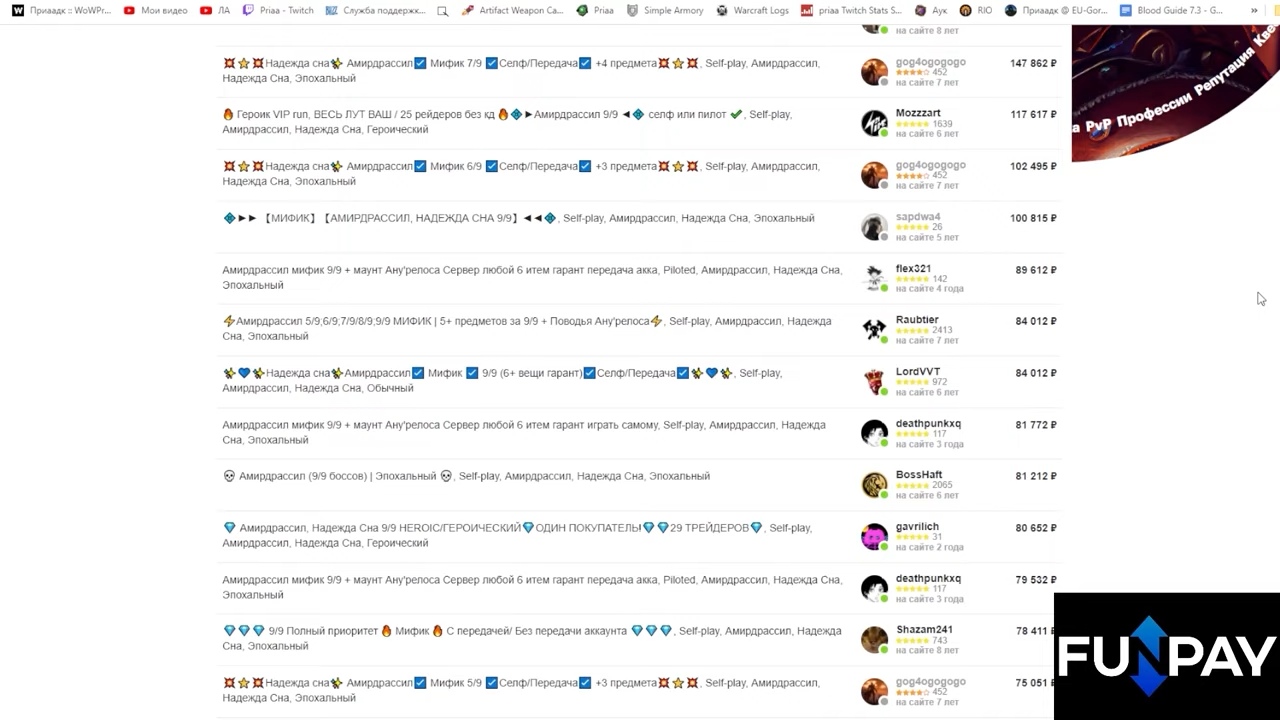 Приаадк :: WoWPr...
Мои видео
ЛА
Priaa - Twitch
Служба поддержк...
Artifact Weapon Ca...
Priaa
Simple Armory
Warcraft Logs
priaa Twitch Stats S...
Аук
RIO
Приаадк @ EU-Gor...
Blood Guide 7.3 - G...
на сайте 8 лет
Надежда сна Амирдрассил Мифик 7/9 Селф/Передача +4 предмета, Self-play, Амирдрассил,
Надежда Сна, Эпохальный
gog4ogogogo
452
на сайте 7 лет
147 862 ₽
Героик VIP run, ВЕСЬ ЛУТ ВАШ / 25 рейдеров без кд ►Амирдрассил 9/9 ◄ селф или пилот ✔, Self-play,
Амирдрассил, Надежда Сна, Героический
Mozzzart
1639
на сайте 6 лет
117 617 ₽
Надежда сна Амирдрассил Мифик 6/9 Селф/Передача +3 предмета, Self-play, Амирдрассил,
Надежда Сна, Эпохальный
gog4ogogogo
452
на сайте 7 лет
102 495 ₽
►► 【МИФИК】【АМИРДРАССИЛ, НАДЕЖДА СНА 9/9】◄◄, Self-play, Амирдрассил, Надежда Сна, Эпохальный
sapdwa4
26
на сайте 5 лет
100 815 ₽
Амирдрассил мифик 9/9 + маунт Ану'релоса Сервер любой 6 итем гарант передача акка, Piloted, Амирдрассил, Надежда Сна,
Эпохальный
flex321
142
на сайте 4 года
89 612 ₽
Амирдрассил 5/9;6/9;7/9/8/9;9/9 МИФИК | 5+ предметов за 9/9 + Поводья Ану'релоса, Self-play, Амирдрассил, Надежда
Сна, Эпохальный
Raubtier
2413
на сайте 7 лет
84 012 ₽
Надежда сна Амирдрассил Мифик 9/9 (6+ вещи гарант) Селф/Передача, Self-play,
Амирдрассил, Надежда Сна, Обычный
LordVVT
972
на сайте 6 лет
84 012 ₽
Амирдрассил мифик 9/9 + маунт Ану'релоса Сервер любой 6 итем гарант играть самому, Self-play, Амирдрассил, Надежда
Сна, Эпохальный
deathpunkxq
117
на сайте 3 года
81 772 ₽
Амирдрассил (9/9 боссов) | Эпохальный , Self-play, Амирдрассил, Надежда Сна, Эпохальный
BossHaft
2065
на сайте 6 лет
81 212 ₽
Амирдрассил, Надежда Сна 9/9 HEROIC/ГЕРОИЧЕСКИЙ ОДИН ПОКУПАТЕЛЬ! 29 ТРЕЙДЕРОВ, Self-play,
Амирдрассил, Надежда Сна, Героический
gavrilich
31
на сайте 2 года
80 652 ₽
Амирдрассил мифик 9/9 + маунт Ану'релоса Сервер любой 6 итем гарант передача акка, Piloted, Амирдрассил, Надежда Сна,
Эпохальный
deathpunkxq
117
на сайте 3 года
79 532 ₽
9/9 Полный приоритет Мифик С передачей/ Без передачи аккаунта , Self-play, Амирдрассил, Надежда
Сна, Эпохальный
Shazam241
743
на сайте 8 лет
78 411 ₽
Надежда сна Амирдрассил Мифик 5/9 Селф/Передача +3 предмета, Self-play, Амирдрассил,
Надежда Сна, Эпохальный
gog4ogogogo
452
на сайте 7 лет
75 051 ₽
а PvP Профессии Репутация Кве
FUNPAY